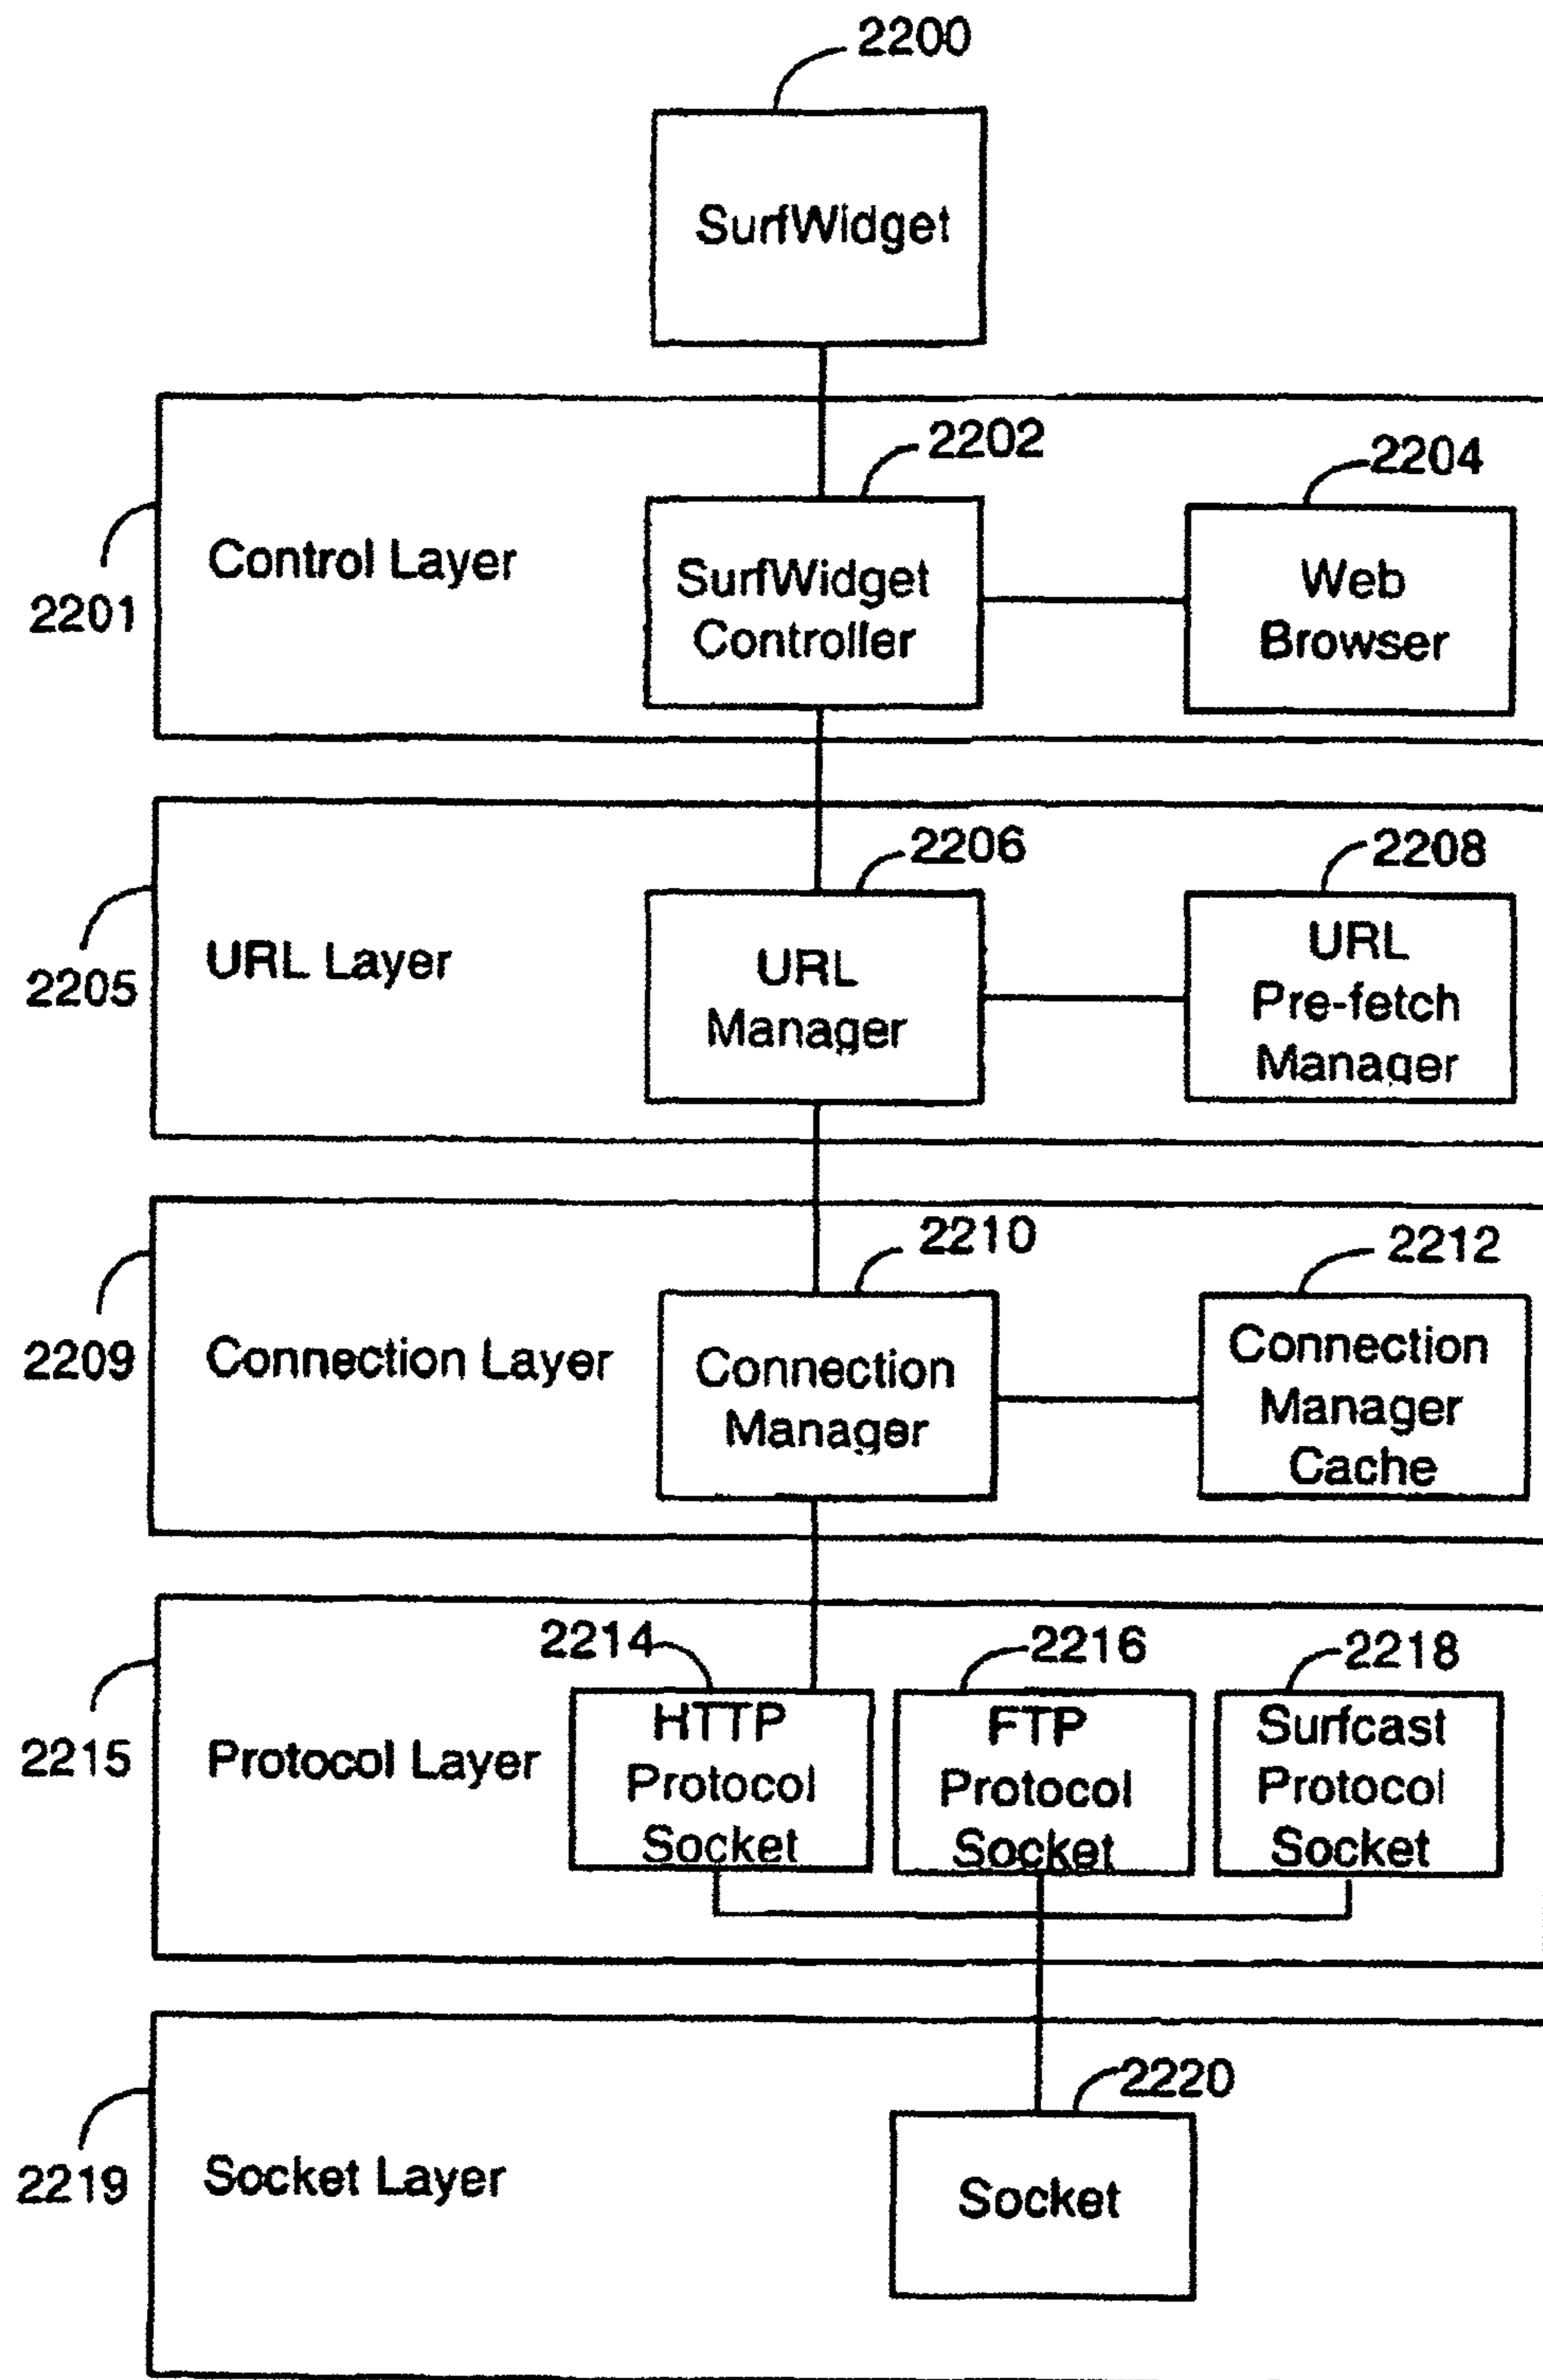 2200
SurfWidget
2202
2204
Control Layer
SurfWidget
Controller
Web
Browser
2201
2206
2208
URL Layer
URL
Manager
URL
Pre-fetch
Manager
2205
2210
2212
Connection Layer
Connection
Manager
Connection
Manager
Cache
2209
2214
2216
2218
Protocol Layer
HTTP
Protocol
Socket
FTP
Protocol
Socket
Surfcast
Protocol
Socket
2215
2220
Socket Layer
Socket
2219